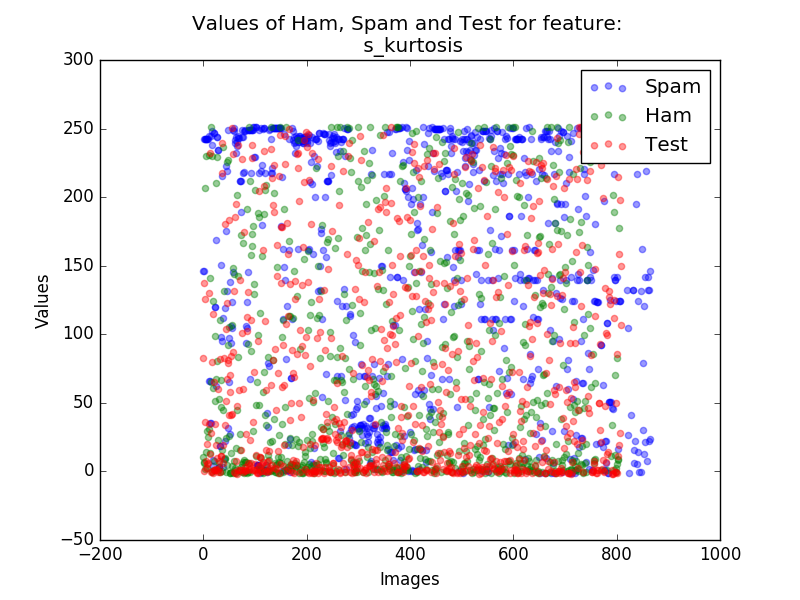 Values of Ham, Spam and Test for feature:
s_kurtosis
300
250
200
150
100
50
0
−50
Values
−200
0
200
400
600
800
1000
Images
Spam
Ham
Test